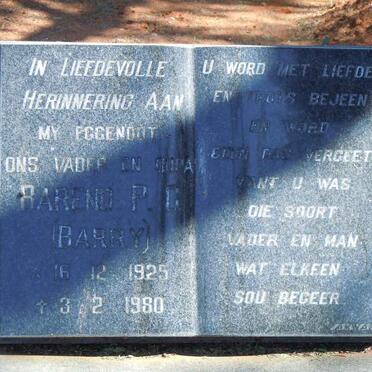 IN LIEFDEVOLLE
HERINNERING AAN
MY EGGENOOT
ONS VADER EN OUPA
BAREND P. C.
(BARRY)
16 12 1925
3 2 1980
U WORD MET LIEFDE
EN TROTS BEJEEN
EN WORD
VERGEET
WANT U WAS
DIE SOORT
VADER EN MAN
WAT ELKEEN
SOU BEGEER